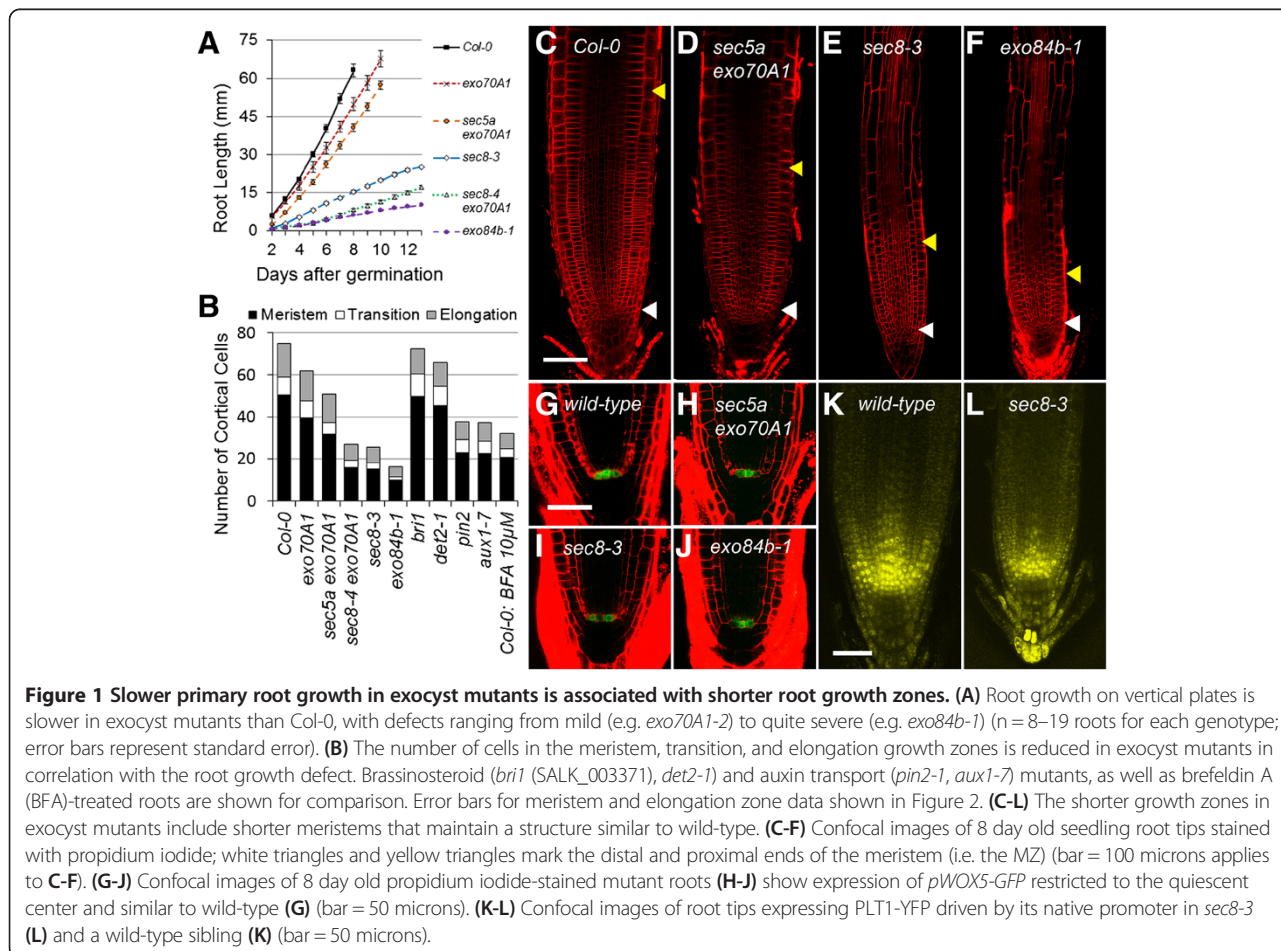 A
75
60
45
30
15
0
Root Length (mm)
2 4 6 8 10 12
Days after germination
Col-0
exo70A1
sec5a
exo70A1
sec8-3
sec8-4
exo70A1
exo84b-1
B
Meristem Transition Elongation
80
60
40
20
0
Number of Cortical Cells
Col-0
exo70A1
sec5a exo70A1
sec8-4 exo70A1
sec8-3
exo84b-1
bri1
det2-1
pin2
aux1-7
Col-0: BFA 10µM
C Col-0
D sec5a
exo70A1
E sec8-3
F exo84b-1
G wild-type
H sec5a
exo70A1
I sec8-3
J exo84b-1
K wild-type
L sec8-3
Figure 1 Slower primary root growth in exocyst mutants is associated with shorter root growth zones. (A) Root growth on vertical plates is
slower in exocyst mutants than Col-0, with defects ranging from mild (e.g. exo70A1-2) to quite severe (e.g. exo84b-1) (n = 8–19 roots for each genotype;
error bars represent standard error). (B) The number of cells in the meristem, transition, and elongation growth zones is reduced in exocyst mutants in
correlation with the root growth defect. Brassinosteroid (bri1 (SALK_003371), det2-1) and auxin transport (pin2-1, aux1-7) mutants, as well as brefeldin A
(BFA)-treated roots are shown for comparison. Error bars for meristem and elongation zone data shown in Figure 2. (C-L) The shorter growth zones in
exocyst mutants include shorter meristems that maintain a structure similar to wild-type. (C-F) Confocal images of 8 day old seedling root tips stained
with propidium iodide; white triangles and yellow triangles mark the distal and proximal ends of the meristem (i.e. the MZ) (bar = 100 microns applies
to C-F). (G-J) Confocal images of 8 day old propidium iodide-stained mutant roots (H-J) show expression of pWOX5-GFP restricted to the quiescent
center and similar to wild-type (G) (bar = 50 microns). (K-L) Confocal images of root tips expressing PLT1-YFP driven by its native promoter in sec8-3
(L) and a wild-type sibling (K) (bar = 50 microns).